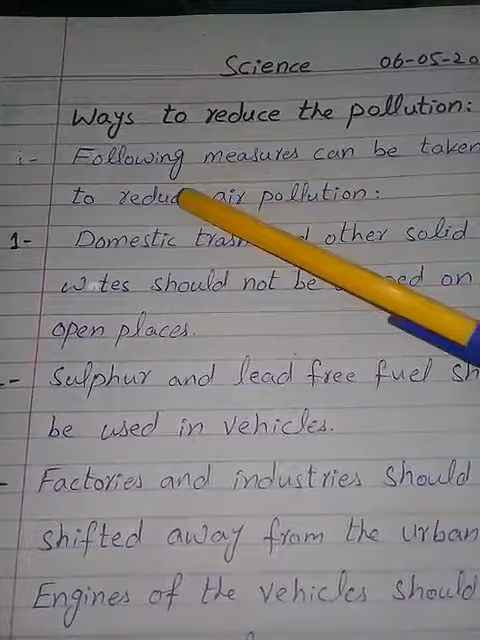 Science 06-05-20
Ways to reduce the pollution:
i- Following measures can be taken
to reduc air pollution:
1- Domestic trash other solid
should not be on
open places.
- Sulphur and lead free fuel sh
be used in vehicles.
- Factories and industries should
shifted away from the urban
Engines of the vehicles should